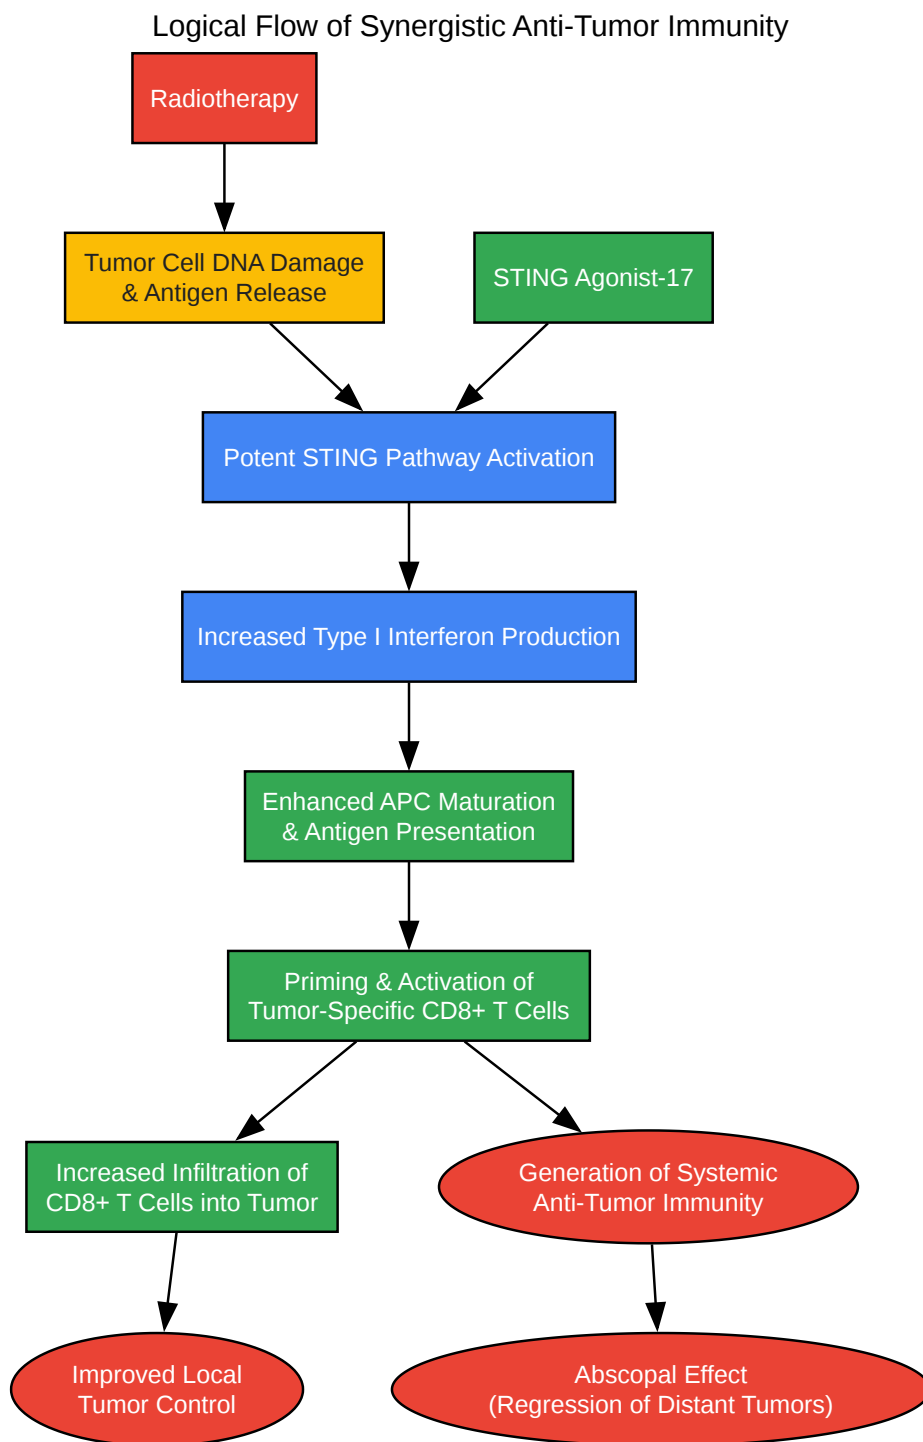 Logical Flow of Synergistic Anti-Tumor Immunity
Radiotherapy
Tumor Cell DNA Damage
& Antigen Release
STING Agonist-17
Potent STING Pathway Activation
Increased Type I Interferon Production
Enhanced APC Maturation
& Antigen Presentation
Priming & Activation of
Tumor-Specific CD8+ T Cells
Increased Infiltration of
CD8+ T Cells into Tumor
Generation of Systemic
Anti-Tumor Immunity
Improved Local
Tumor Control
Abscopal Effect
(Regression of Distant Tumors)